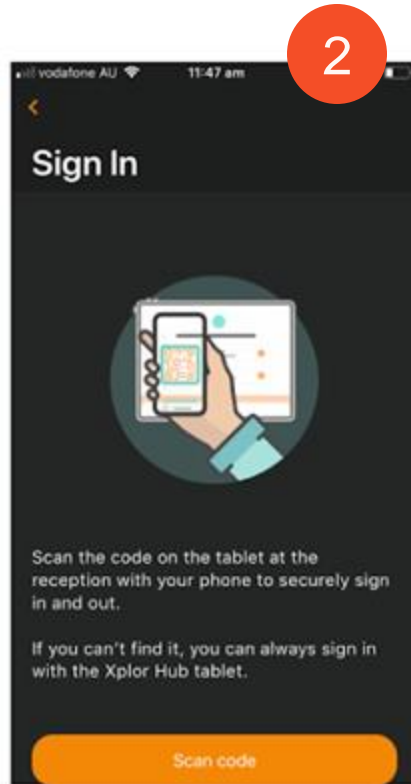 2
vodafone AU
11:47 am
Sign In
Scan the code on the tablet at the
reception with your phone to securely sign
in and out.
If you can't find it, you can always sign in
with the Xplor Hub tablet.
Scan code